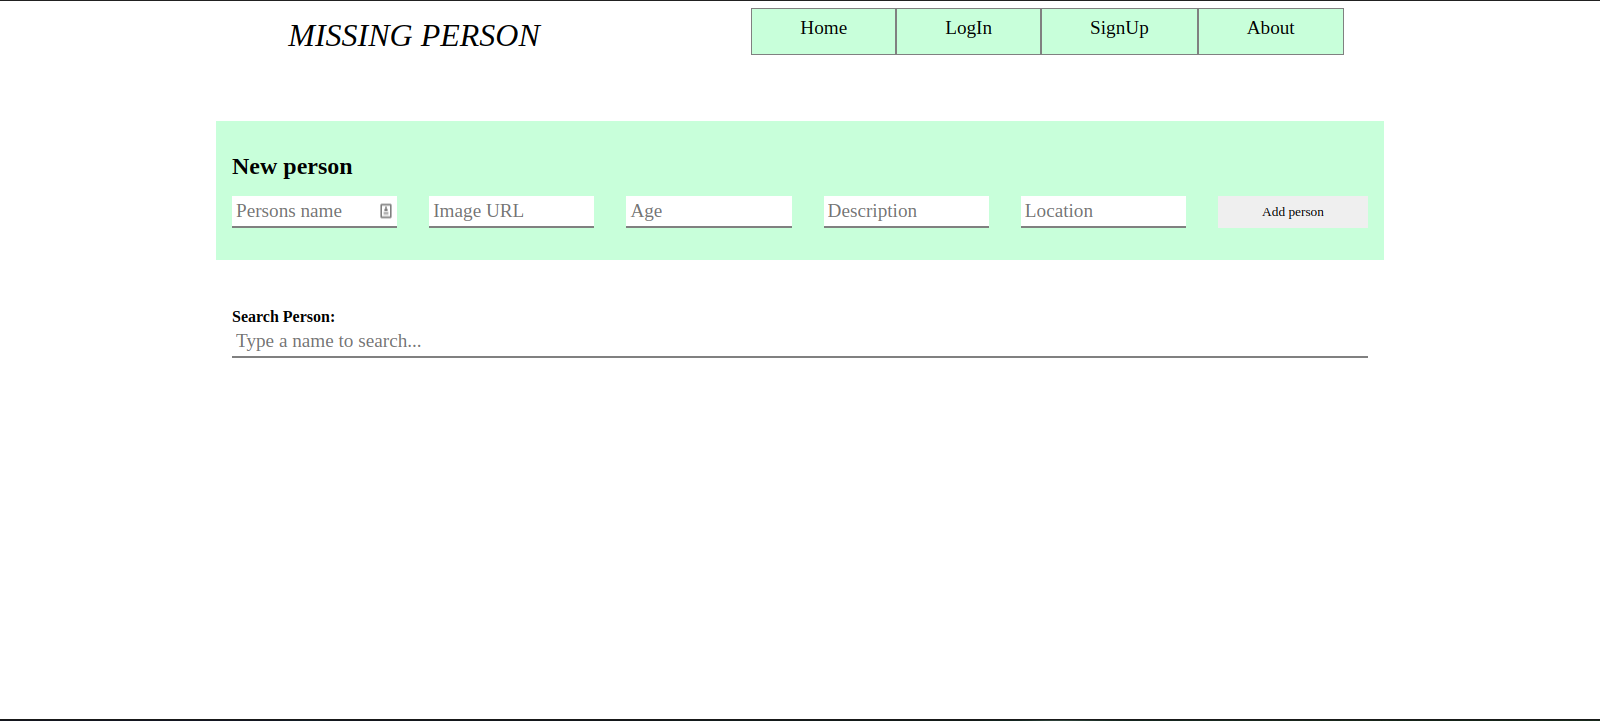 MISSING PERSON
Home LogIn SignUp About
New person
Persons name Image URL Age Description Location Add person
Search Person:
Type a name to search...